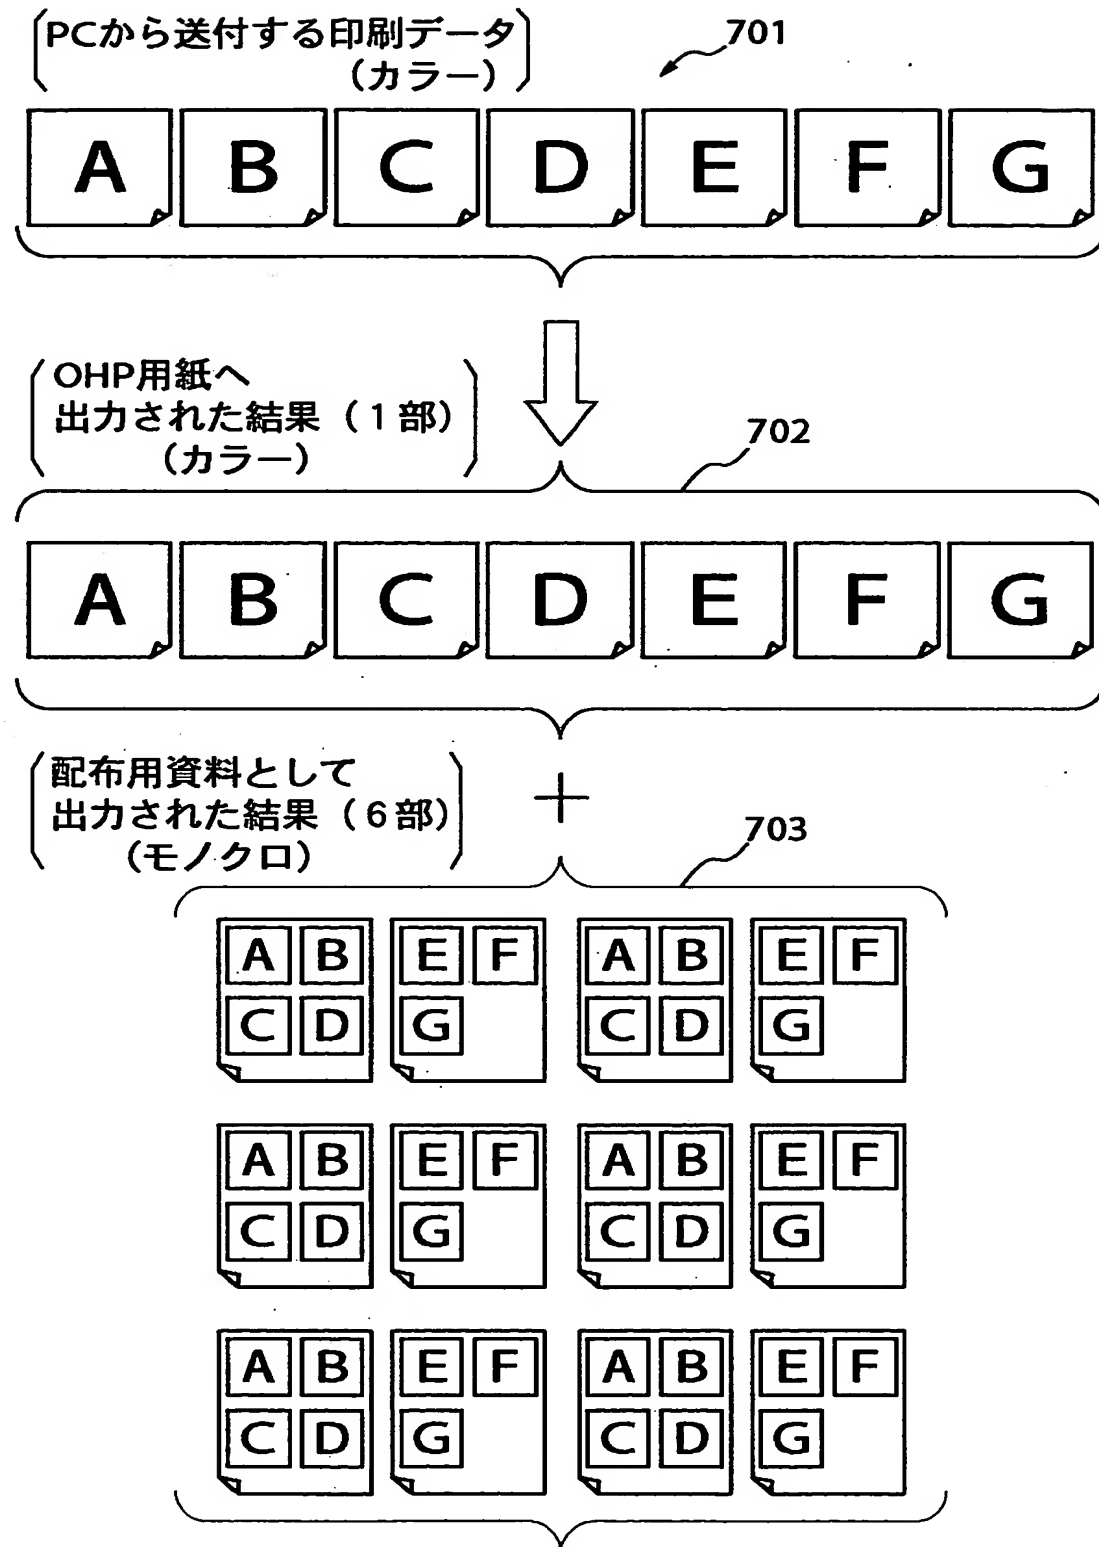 PCから送付する印刷データ
(カラー)
701
A B C D E F G
OHP用紙へ
出力された結果（1部）
(カラー)
702
A B C D E F G
配布用資料として
出力された結果（6部）
(モノクロ)
703
A B E F A B E F
C D G C D G
A B E F A B E F
C D G C D G
A B E F A B E F
C D G C D G